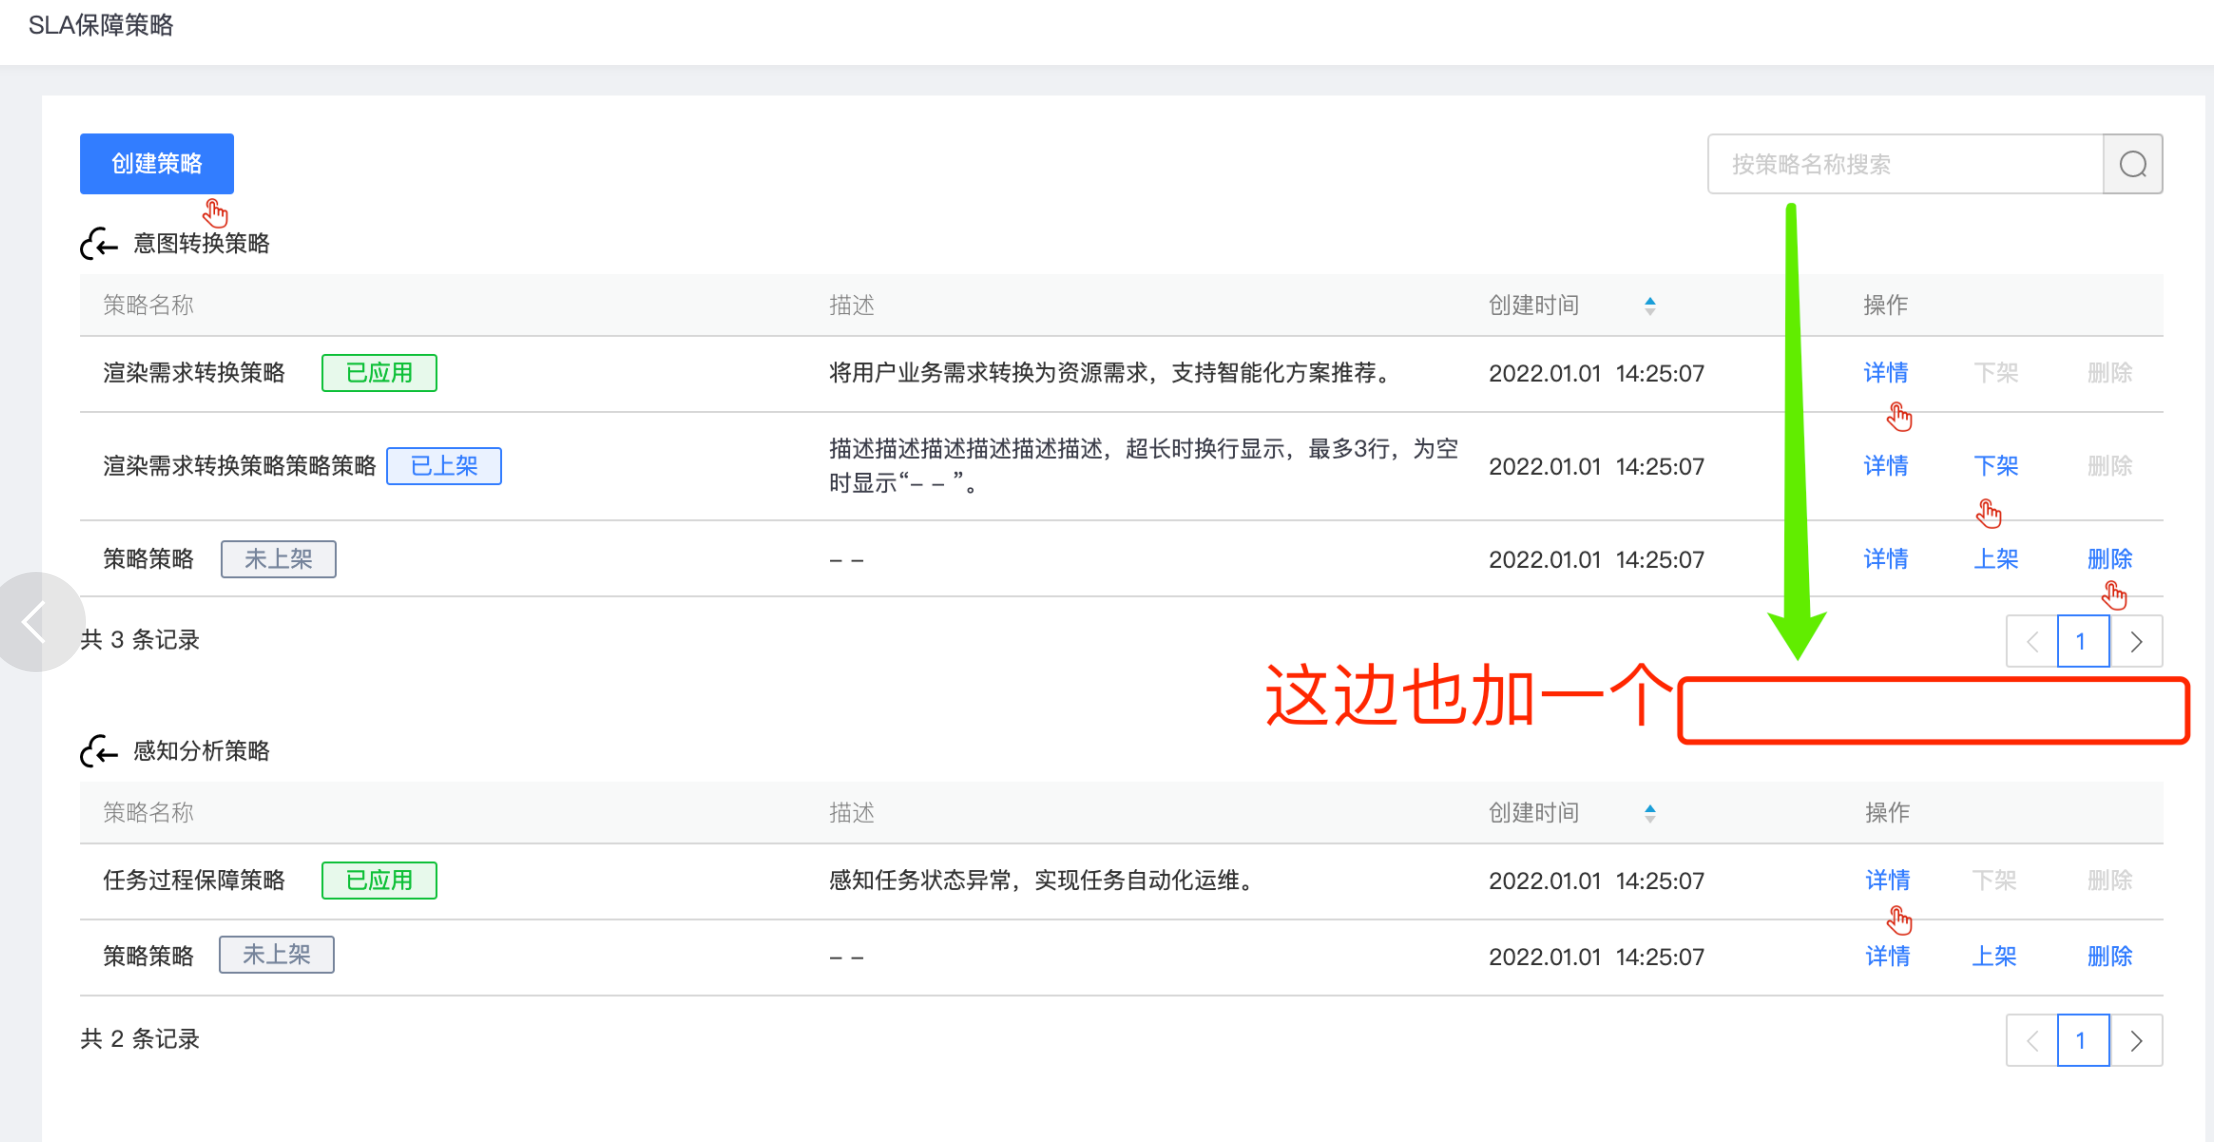 SLA保障策略
创建策略
按策略名称搜索
意图转换策略
策略名称 描述 创建时间 操作
渲染需求转换策略 已应用 将用户业务需求转换为资源需求，支持智能化方案推荐。 2022.01.01 14:25:07 详情 下架 删除
渲染需求转换策略策略策略 已上架 描述描述描述描述描述描述，超长时换行显示，最多3行，为空
时显示“– – ”。 2022.01.01 14:25:07 详情 下架 删除
策略策略 未上架 – – 2022.01.01 14:25:07 详情 上架 删除
共 3 条记录 1
这边也加一个
感知分析策略
策略名称 描述 创建时间 操作
任务过程保障策略 已应用 感知任务状态异常，实现任务自动化运维。 2022.01.01 14:25:07 详情 下架 删除
策略策略 未上架 – – 2022.01.01 14:25:07 详情 上架 删除
共 2 条记录 1